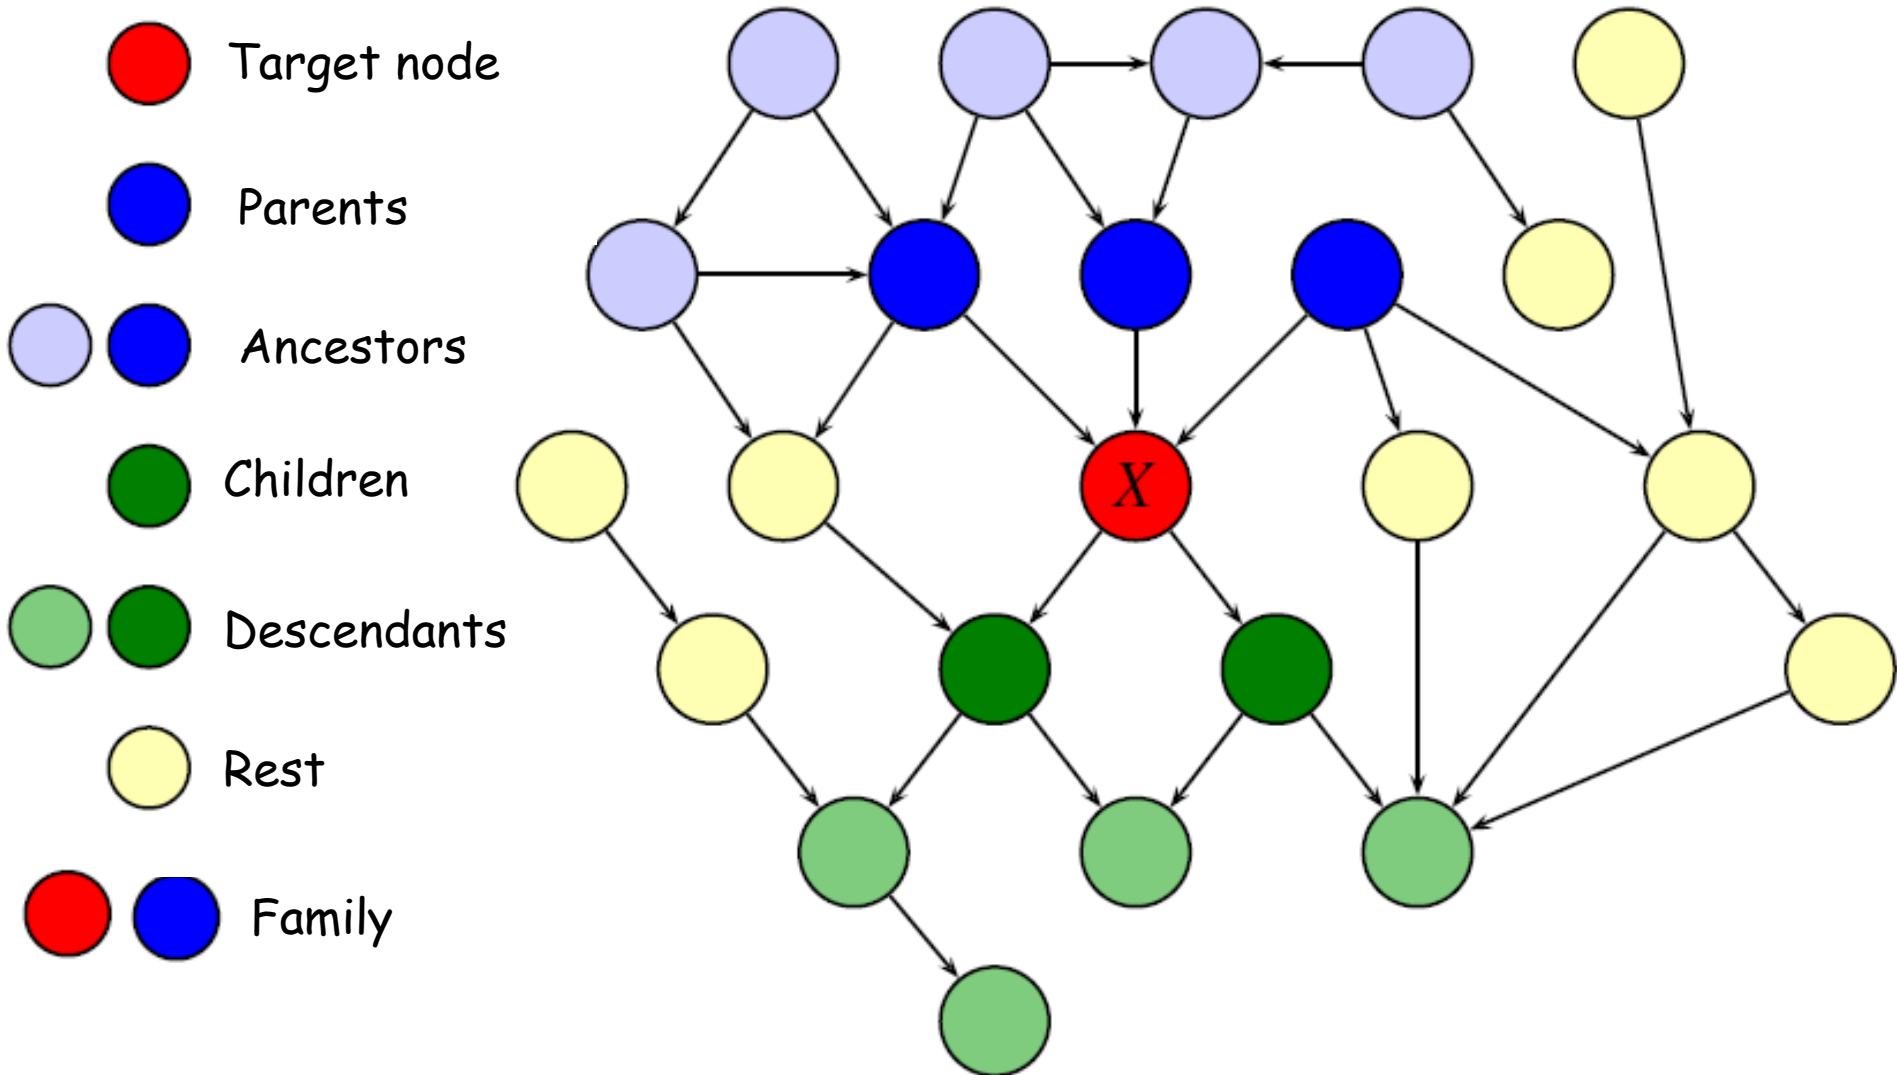 Target node
Parents
Ancestors
Children
Descendants
Rest
Family
X